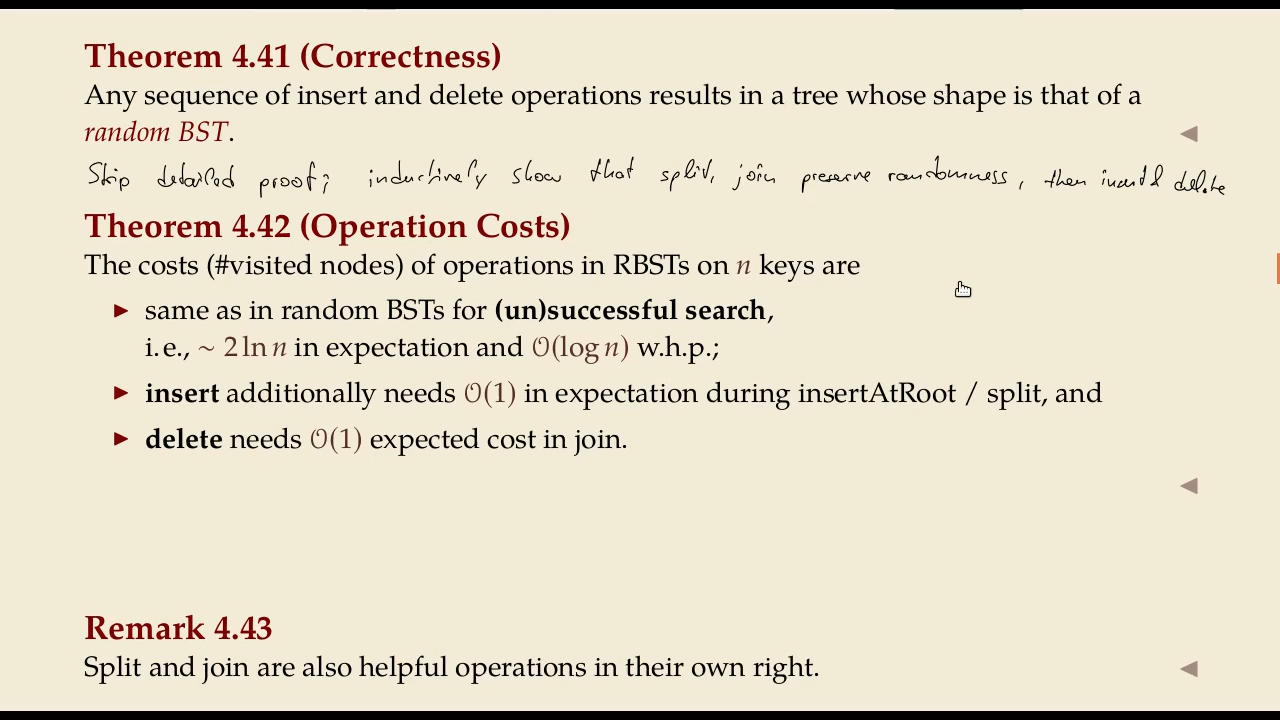 Theorem 4.41 (Correctness)
Any sequence of insert and delete operations results in a tree whose shape is that of a
random BST. ◀
Skip detailed proof; inductively show that split, join preserve randomness, then insert & delete
Theorem 4.42 (Operation Costs)
The costs (#visited nodes) of operations in RBSTs on n keys are
▶ same as in random BSTs for (un)successful search,
i.e., ~ 2 ln n in expectation and O(log n) w.h.p.;
▶ insert additionally needs O(1) in expectation during insertAtRoot / split, and
▶ delete needs O(1) expected cost in join.
◀
Remark 4.43
Split and join are also helpful operations in their own right. ◀